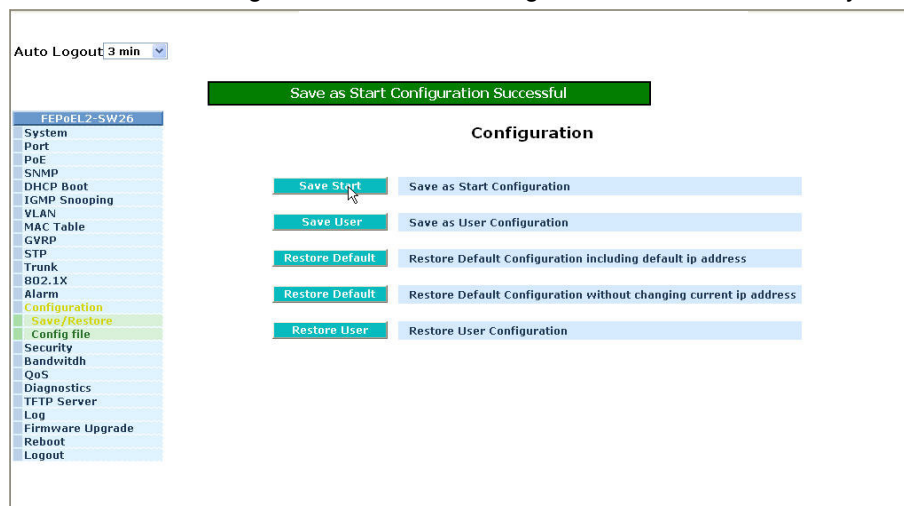 Auto Logout 3 min
Save as Start Configuration Successful
FEPoEL2-SW26
System
Port
PoE
SNMP
DHCP Boot
IGMP Snooping
VLAN
MAC Table
GVRP
STP
Trunk
802.1X
Alarm
Configuration
Save/Restore
Config file
Security
Bandwitdh
QoS
Diagnostics
TFTP Server
Log
Firmware Upgrade
Reboot
Logout
Configuration
Save Start Save as Start Configuration
Save User Save as User Configuration
Restore Default Restore Default Configuration including default ip address
Restore Default Restore Default Configuration without changing current ip address
Restore User Restore User Configuration